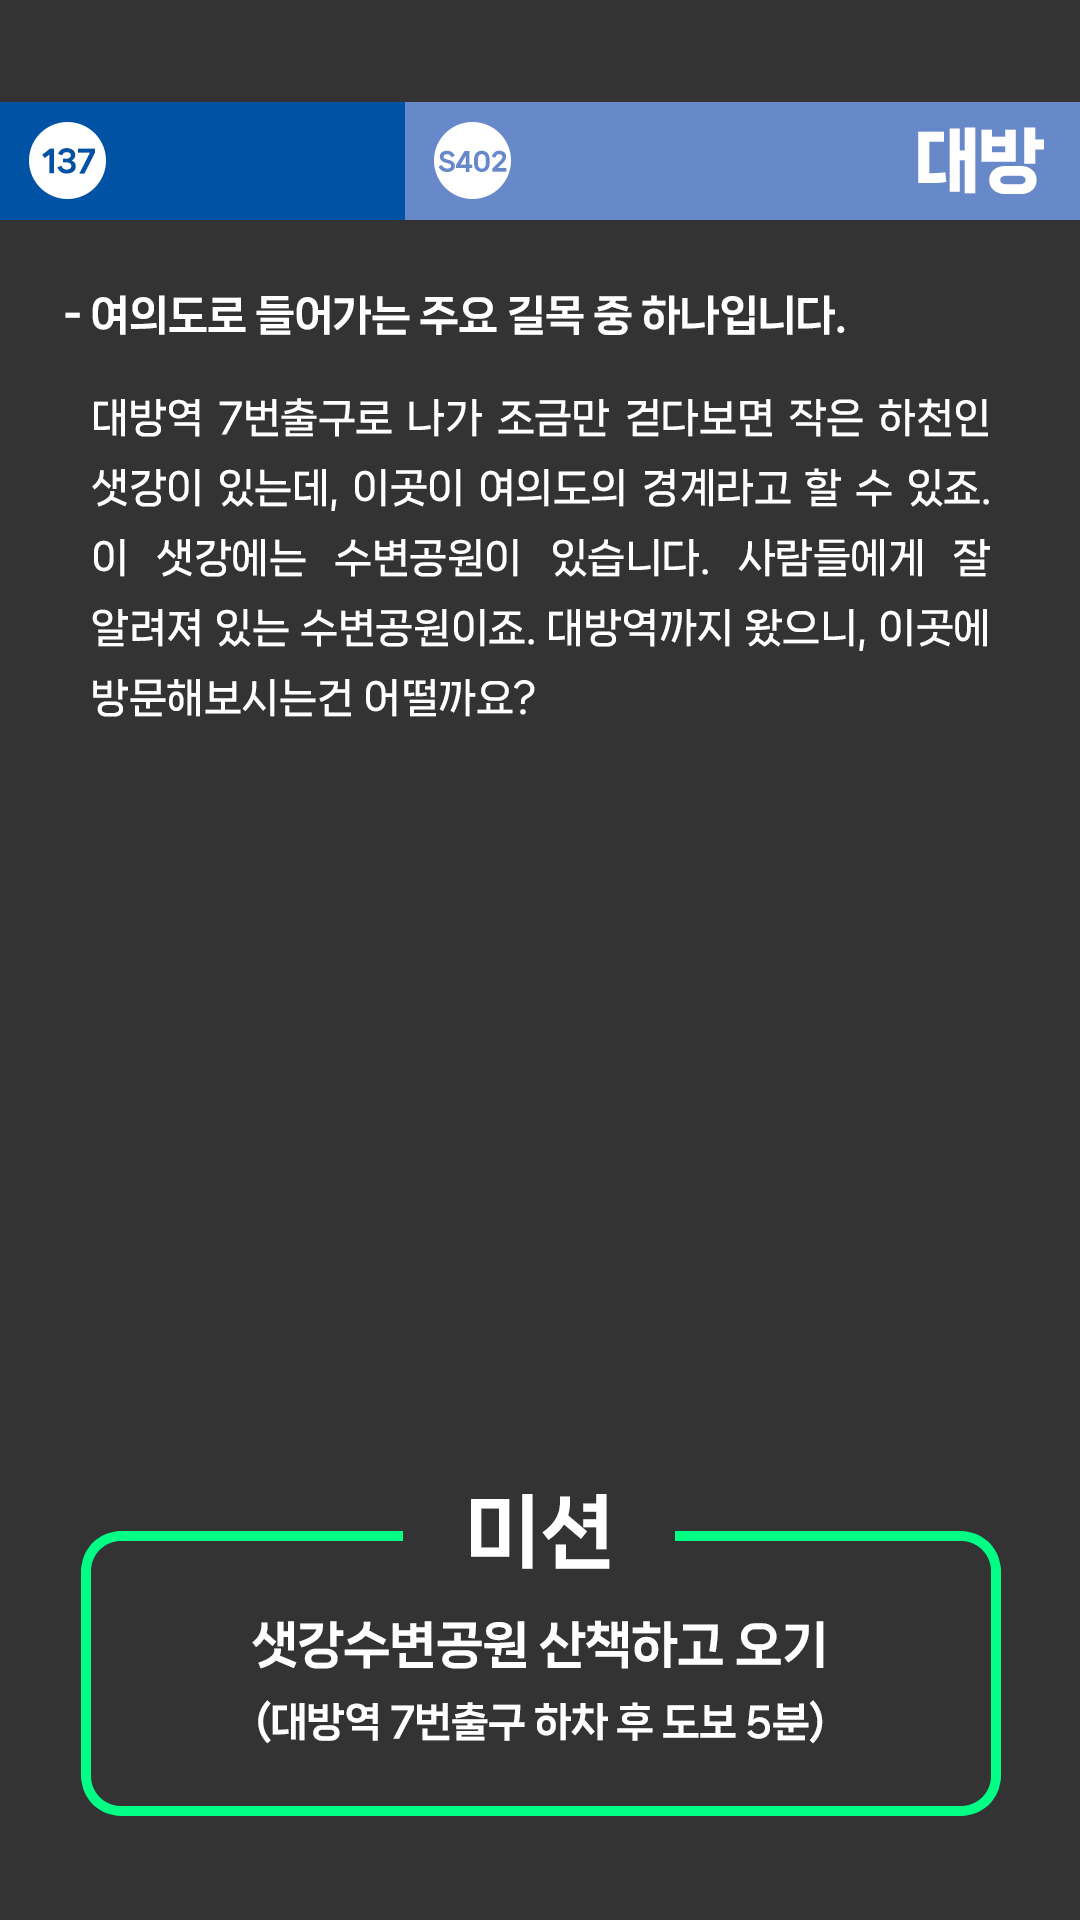 137
S402
대방
- 여의도로 들어가는 주요 길목 중 하나입니다.
대방역 7번출구로 나가 조금만 걷다보면 작은 하천인
샛강이 있는데, 이곳이 여의도의 경계라고 할 수 있죠.
이 샛강에는 수변공원이 있습니다. 사람들에게 잘
알려져 있는 수변공원이죠. 대방역까지 왔으니, 이곳에
방문해보시는건 어떨까요?
미션
샛강수변공원 산책하고 오기
(대방역 7번출구 하차 후 도보 5분)